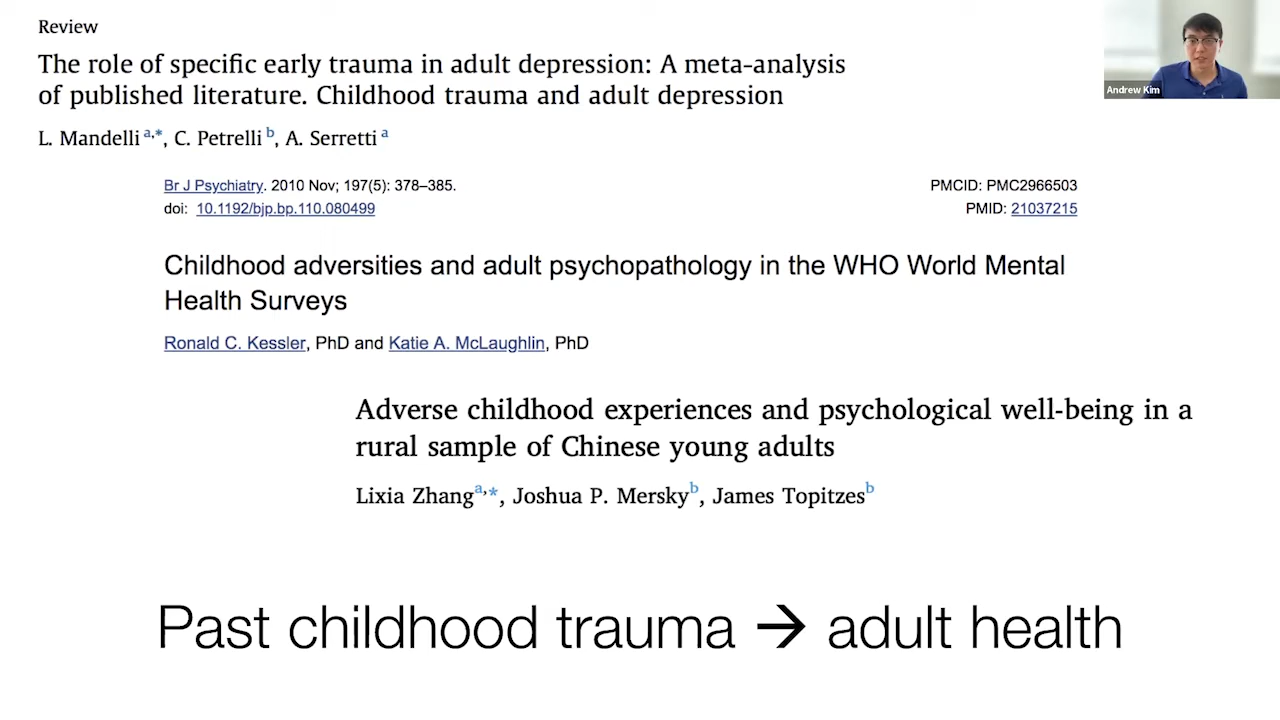 Review
The role of specific early trauma in adult depression: A meta-analysis
of published literature. Childhood trauma and adult depression
L. Mandelli a,*, C. Petrelli b, A. Serretti a
Andrew Kim
Br J Psychiatry. 2010 Nov; 197(5): 378–385.
PMCID: PMC2966503
doi: 10.1192/bjp.bp.110.080499
PMID: 21037215
Childhood adversities and adult psychopathology in the WHO World Mental
Health Surveys
Ronald C. Kessler, PhD and Katie A. McLaughlin, PhD
Adverse childhood experiences and psychological well-being in a
rural sample of Chinese young adults
Lixia Zhang a,*, Joshua P. Mersky b, James Topitzes b
Past childhood trauma → adult health